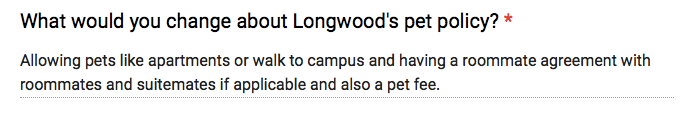 What would you change about Longwood's pet policy? *
Allowing pets like apartments or walk to campus and having a roommate agreement with
roommates and suitemates if applicable and also a pet fee.